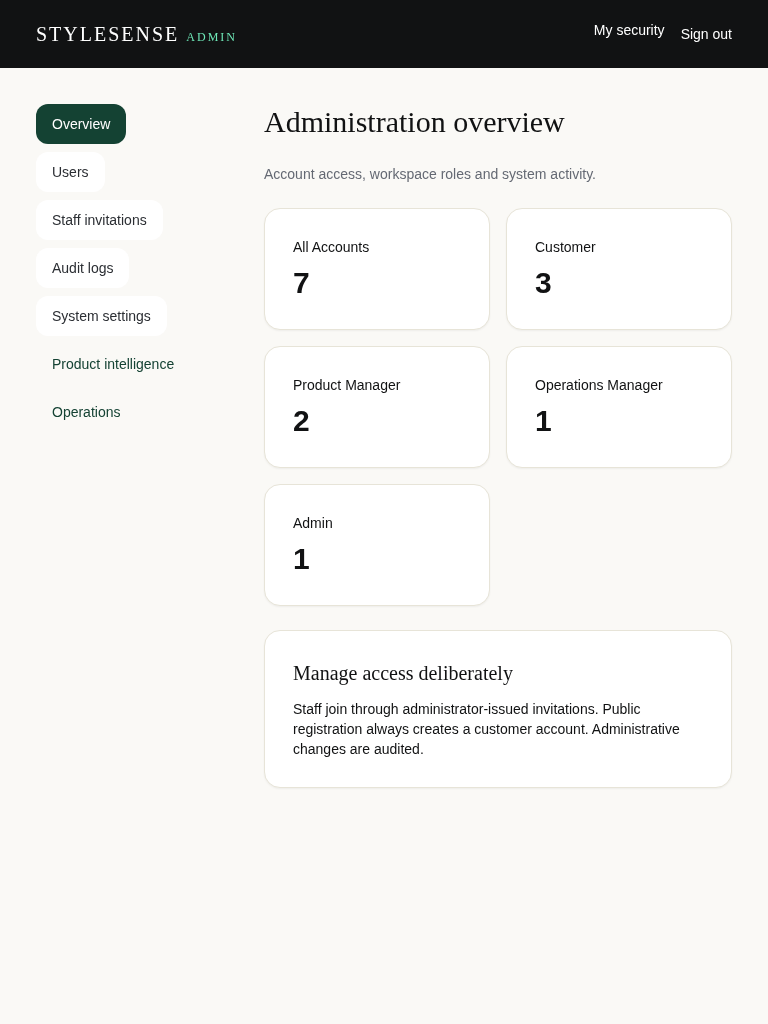 STYLESENSE ADMIN
My security
Sign out
Overview
Users
Staff invitations
Audit logs
System settings
Product intelligence
Operations
Administration overview
Account access, workspace roles and system activity.
All Accounts
7
Customer
3
Product Manager
2
Operations Manager
1
Admin
1
Manage access deliberately
Staff join through administrator-issued invitations. Public
registration always creates a customer account. Administrative
changes are audited.